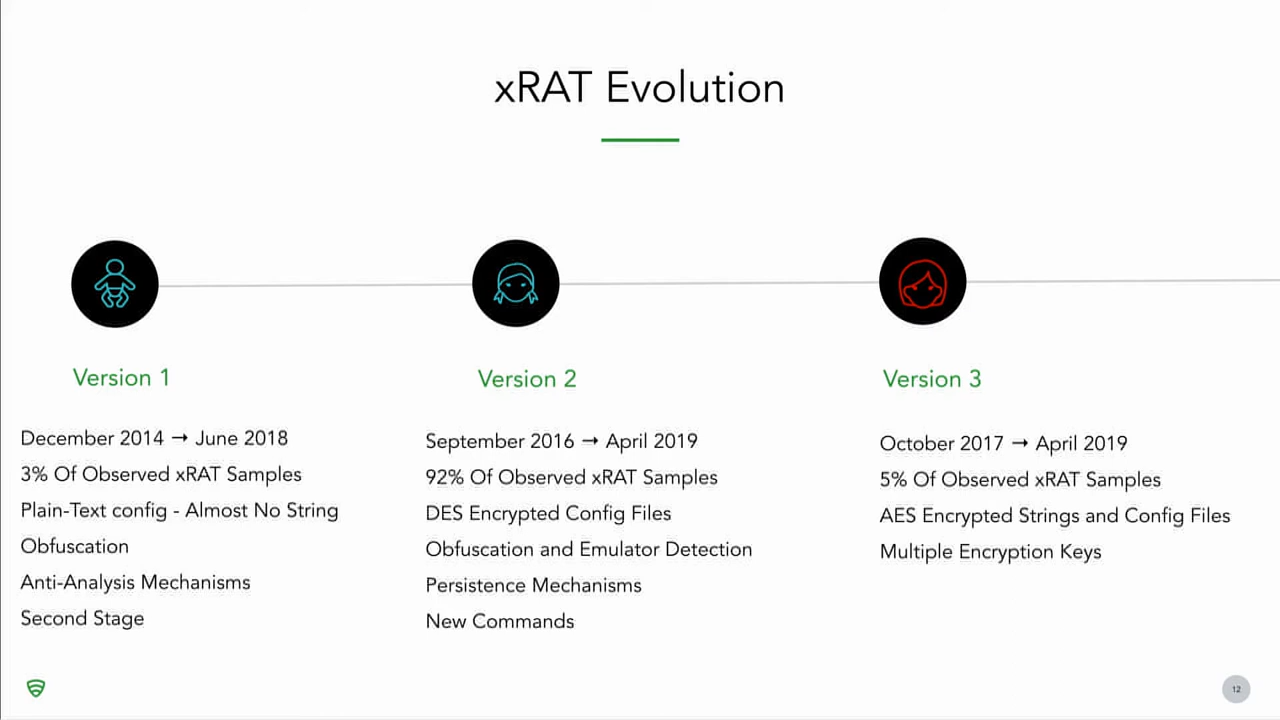 xRAT Evolution
Version 1
December 2014 → June 2018
3% Of Observed xRAT Samples
Plain-Text config - Almost No String
Obfuscation
Anti-Analysis Mechanisms
Second Stage
Version 2
September 2016 → April 2019
92% Of Observed xRAT Samples
DES Encrypted Config Files
Obfuscation and Emulator Detection
Persistence Mechanisms
New Commands
Version 3
October 2017 → April 2019
5% Of Observed xRAT Samples
AES Encrypted Strings and Config Files
Multiple Encryption Keys
12